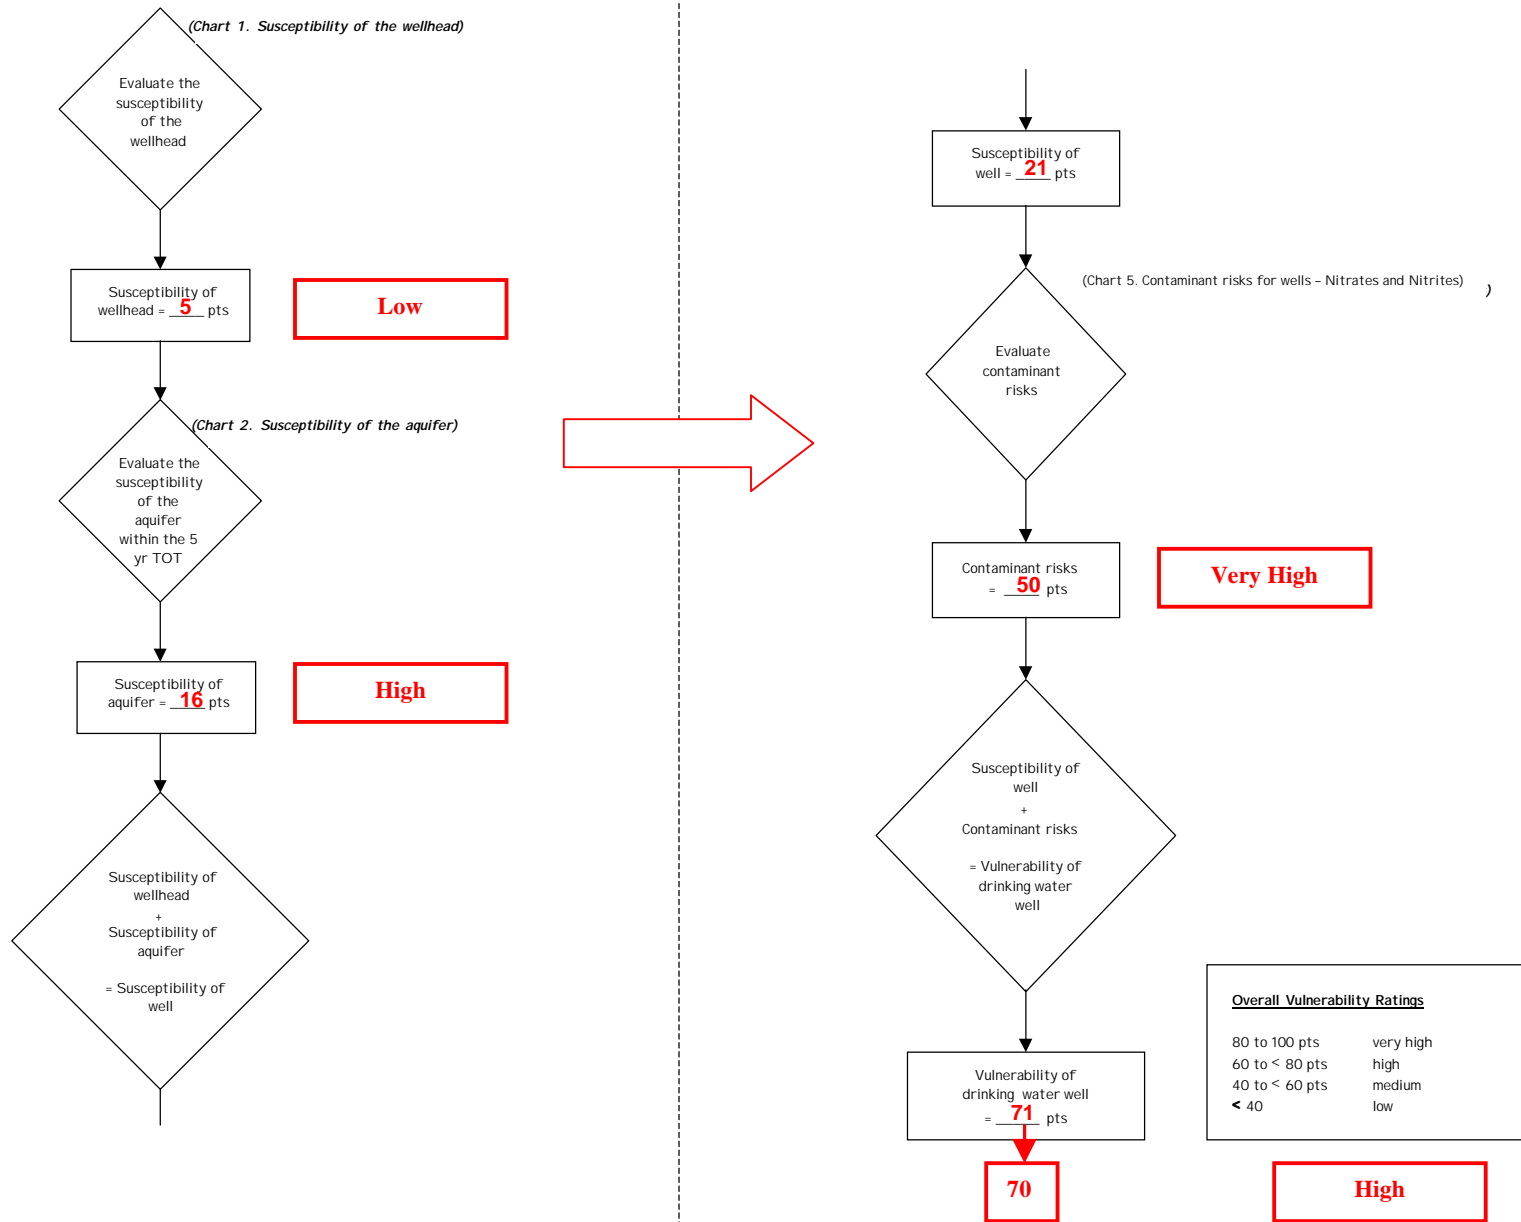 (Chart 1. Susceptibility of the wellhead)
Evaluate the
susceptibility
of the
wellhead
Susceptibility of
wellhead = 5 pts
Low
(Chart 2. Susceptibility of the aquifer)
Evaluate the
susceptibility
of the
aquifer
within the 5
yr TOT
Susceptibility of
aquifer = 16 pts
High
Susceptibility of
wellhead
+
Susceptibility of
aquifer
= Susceptibility of
well
Susceptibility of
well = 21 pts
(Chart 5. Contaminant risks for wells – Nitrates and Nitrites)
)
Evaluate
contaminant
risks
Contaminant risks
= 50 pts
Very High
Susceptibility of
well
+
Contaminant risks
= Vulnerability of
drinking water
well
Vulnerability of
drinking water well
= 71 pts
70
Overall Vulnerability Ratings
80 to 100 pts very high
60 to < 80 pts high
40 to < 60 pts medium
< 40 low
High